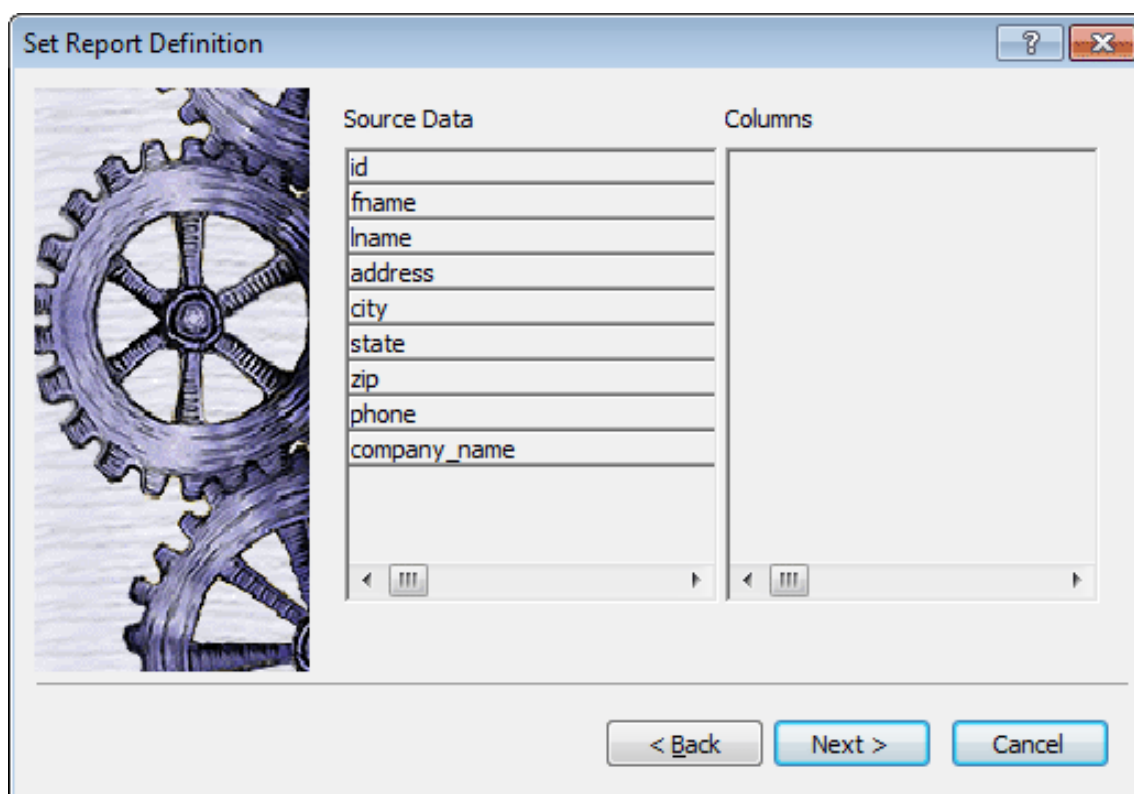 Set Report Definition
Source Data
Columns
id
fname
lname
address
city
state
zip
phone
company_name
< Back
Next >
Cancel